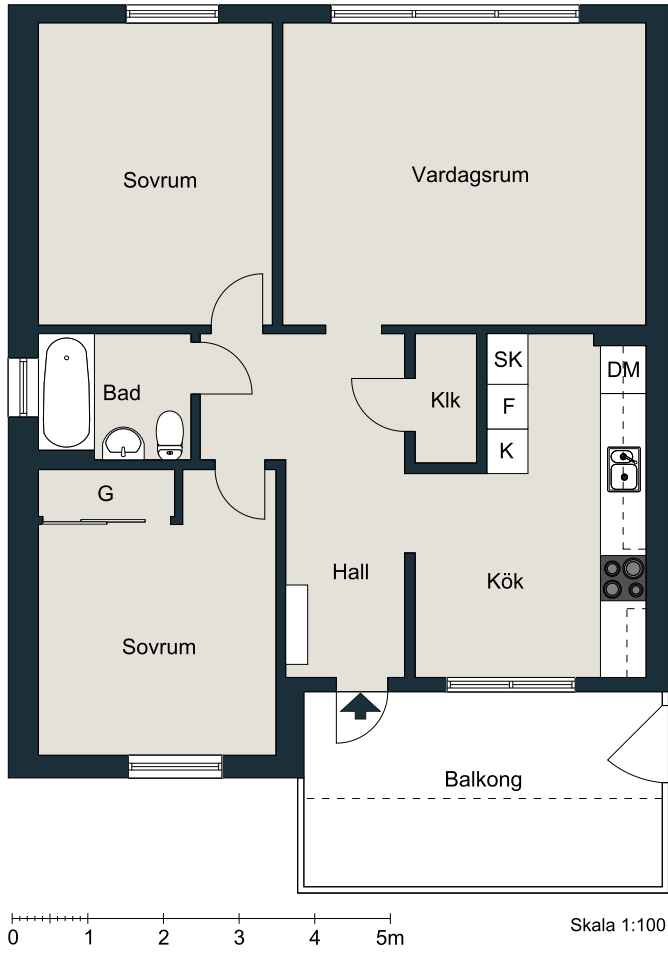 Sovrum
Vardagsrum
Bad
Klk
SK
F
K
DM
G
Hall
Kök
Sovrum
Balkong
0 1 2 3 4 5m
Skala 1:100